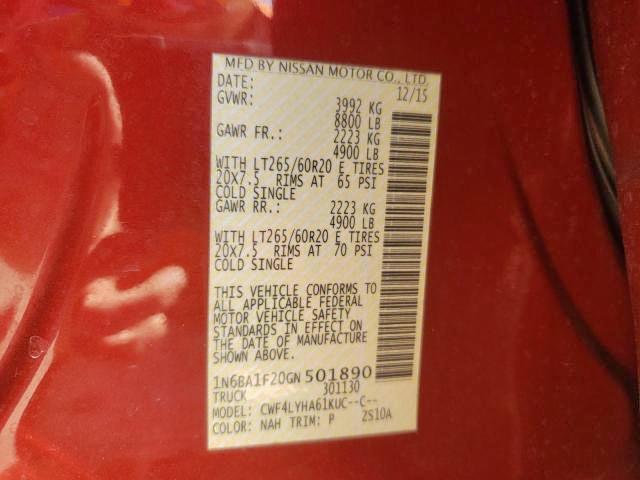 MFD BY NISSAN MOTOR CO., LTD.
DATE: 12/15
GVWR: 3992 KG
8800 LB
GAWR FR.: 2223 KG
4900 LB
WITH LT265/60R20 E TIRES
20X7.5 RIMS AT 65 PSI
COLD SINGLE
GAWR RR.: 2223 KG
4900 LB
WITH LT265/60R20 E TIRES
20X7.5 RIMS AT 70 PSI
COLD SINGLE
THIS VEHICLE CONFORMS TO
ALL APPLICABLE FEDERAL
MOTOR VEHICLE SAFETY
STANDARDS IN EFFECT ON
THE DATE OF MANUFACTURE
SHOWN ABOVE.
1N6BA1F20GN501890
TRUCK 301130
MODEL: CWF4LYHA61KUC--C--
COLOR: NAH TRIM: P 2S10A